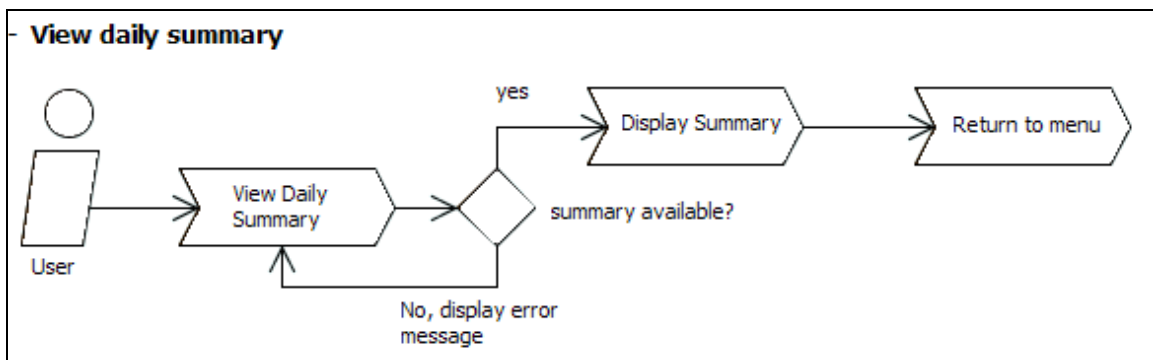 - View daily summary
yes
Display Summary
Return to menu
View Daily
Summary
summary available?
User
No, display error
message